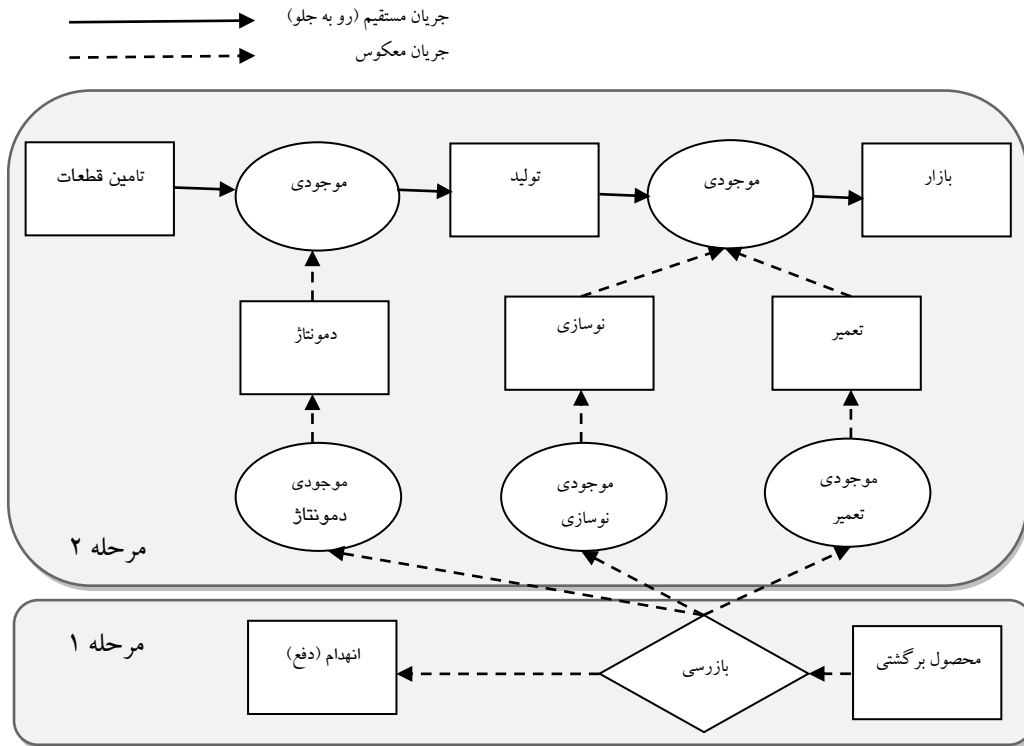 جریان مستقیم (رو به جلو)
جریان معکوس
تامین قطعات
موجودی
تولید
موجودی
بازار
دمونتاژ
نوسازی
تعمیر
موجودی
دمونتاژ
موجودی
نوسازی
موجودی
تعمیر
مرحله ۲
مرحله ۱
انهدام (دفع)
بازرسی
محصول برگشتی